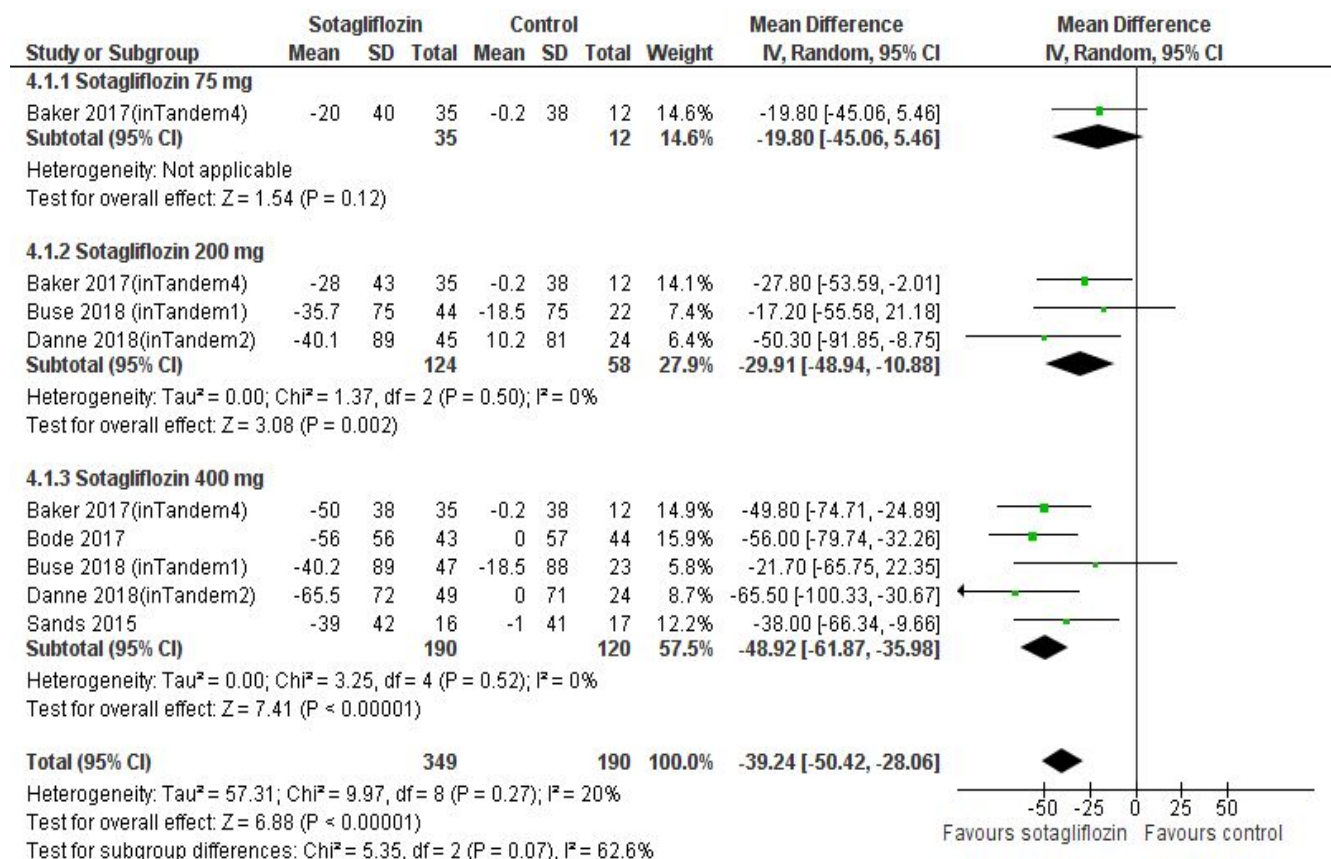 Sotagliflozin Control Mean Difference Mean Difference
Study or Subgroup Mean SD Total Mean SD Total Weight IV, Random, 95% CI IV, Random, 95% CI
4.1.1 Sotagliflozin 75 mg
Baker 2017(inTandem4) -20 40 35 -0.2 38 12 14.6% -19.80 [-45.06, 5.46]
Subtotal (95% CI) 35 12 14.6% -19.80 [-45.06, 5.46]
Heterogeneity: Not applicable
Test for overall effect: Z = 1.54 (P = 0.12)
4.1.2 Sotagliflozin 200 mg
Baker 2017(inTandem4) -28 43 35 -0.2 38 12 14.1% -27.80 [-53.59, -2.01]
Buse 2018 (inTandem1) -35.7 75 44 -18.5 75 22 7.4% -17.20 [-55.58, 21.18]
Danne 2018(inTandem2) -40.1 89 45 10.2 81 24 6.4% -50.30 [-91.85, -8.75]
Subtotal (95% CI) 124 58 27.9% -29.91 [-48.94, -10.88]
Heterogeneity: Tau² = 0.00; Chi² = 1.37, df = 2 (P = 0.50); I² = 0%
Test for overall effect: Z = 3.08 (P = 0.002)
4.1.3 Sotagliflozin 400 mg
Baker 2017(inTandem4) -50 38 35 -0.2 38 12 14.9% -49.80 [-74.71, -24.89]
Bode 2017 -56 56 43 0 57 44 15.9% -56.00 [-79.74, -32.26]
Buse 2018 (inTandem1) -40.2 89 47 -18.5 88 23 5.8% -21.70 [-65.75, 22.35]
Danne 2018(inTandem2) -65.5 72 49 0 71 24 8.7% -65.50 [-100.33, -30.67]
Sands 2015 -39 42 16 -1 41 17 12.2% -38.00 [-66.34, -9.66]
Subtotal (95% CI) 190 120 57.5% -48.92 [-61.87, -35.98]
Heterogeneity: Tau² = 0.00; Chi² = 3.25, df = 4 (P = 0.52); I² = 0%
Test for overall effect: Z = 7.41 (P < 0.00001)
Total (95% CI) 349 190 100.0% -39.24 [-50.42, -28.06]
Heterogeneity: Tau² = 57.31; Chi² = 9.97, df = 8 (P = 0.27); I² = 20%
Test for overall effect: Z = 6.88 (P < 0.00001)
Test for subgroup differences: Chi² = 5.35, df = 2 (P = 0.07), I² = 62.6%
-50 -25 0 25 50
Favours sotagliflozin Favours control